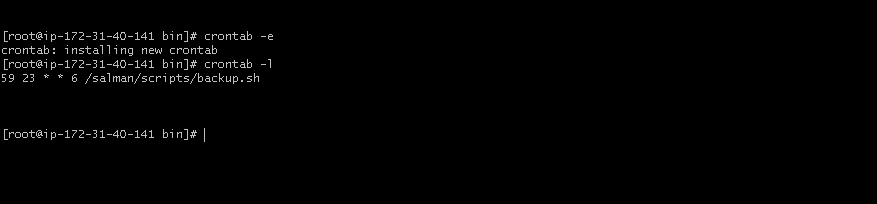 [root@ip-172-31-40-141 bin]# crontab -e
crontab: installing new crontab
[root@ip-172-31-40-141 bin]# crontab -l
59 23 * * 6 /salman/scripts/backup.sh
[root@ip-172-31-40-141 bin]#